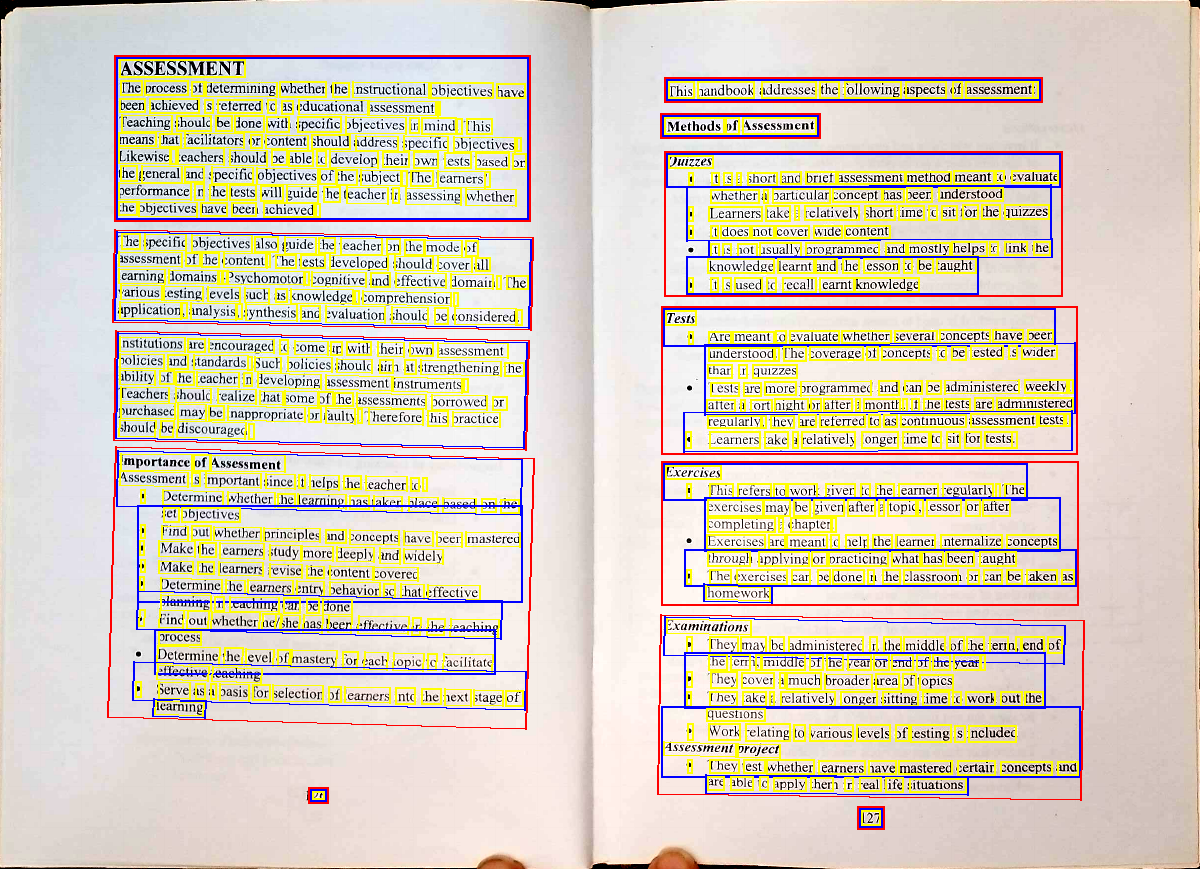 ASSESSMENT
The process of determining whether the instructional objectives have
been achieved is referred to as educational assessment
Teaching should be done with specific objectives in mind This
means that facilitators or content should address specific objectives
Likewise teachers should be able to develop their own tests based on
the general and specific objectives of the subject The learners'
performance in the tests will guide the teacher in assessing whether
the objectives have been achieved
The specific objectives also guide the teacher on the mode of
assessment of the content The tests developed should cover all
learning domains Psychomotor cognitive and effective domain The
various testing levels such as knowledge comprehension
application, analysis, synthesis and evaluation should be considered.
Institutions are encouraged to come up with their own assessment
policies and standards Such policies should aim at strengthening the
ability of the teacher in developing assessment instruments
Teachers should realize that some of the assessments borrowed or
purchased may be inappropriate or faulty Therefore this practice
should be discouraged
Importance of Assessment
Assessment is important since it helps the teacher to
• Determine whether the learning has taken place based on the
set objectives
• Find out whether principles and concepts have been mastered
• Make the learners study more deeply and widely
• Make the learners revise the content covered
• Determine the learners entry behavior so that effective
planning in teaching can be done
• Find out whether he/she has been effective in the teaching
process
• Determine the level of mastery for each topic to facilitate
effective teaching
• Serve as a basis for selection of learners into the next stage of
learning
This handbook addresses the following aspects of assessment:
Methods of Assessment
Quizzes
• It is a short and brief assessment method meant to evaluate
whether a particular concept has been understood
• Learners take a relatively short time to sit for the quizzes
• It does not cover wide content
• It is not usually programmed and mostly helps to link the
knowledge learnt and the lesson to be taught
• It is used to recall learnt knowledge
Tests
• Are meant to evaluate whether several concepts have been
understood. The coverage of concepts to be tested is wider
than in quizzes
• Tests are more programmed and can be administered weekly
after a fort night or after a month. If the tests are administered
regularly, they are referred to as continuous assessment tests.
• Learners take a relatively longer time to sit for tests.
Exercises
• This refers to work given to the learner regularly The
exercises may be given after a topic, lesson or after
completing a chapter
• Exercises are meant to help the learner internalize concepts
through applying or practicing what has been taught
• The exercises can be done in the classroom or can be taken as
homework
Examinations
• They may be administered in the middle of the term, end of
the term, middle of the year or end of the year
• They cover a much broader area of topics
• They take a relatively longer sitting time to work out the
questions
• Work relating to various levels of testing is included
Assessment project
• They test whether learners have mastered certain concepts and
are able to apply them in real life situations
127